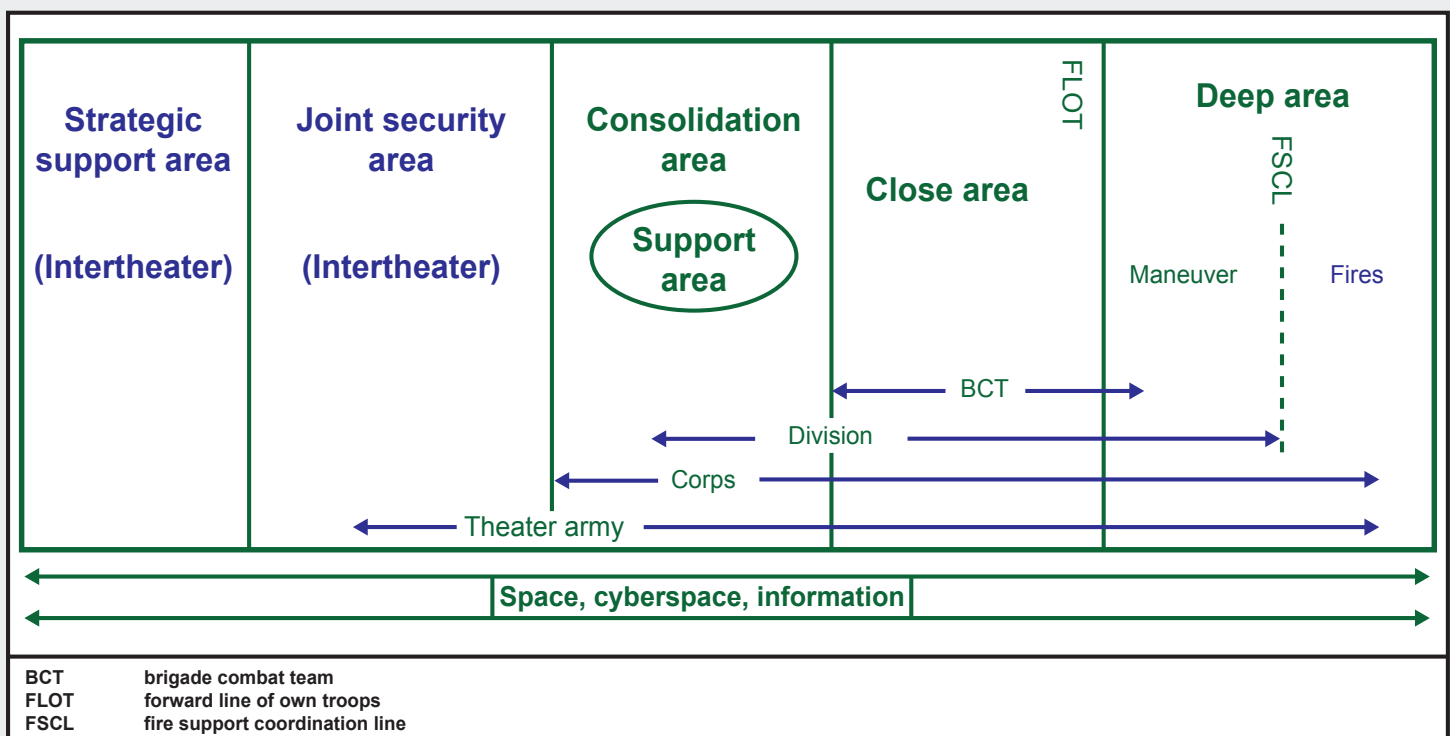 Strategic
support area
(Intertheater)
Joint security
area
(Intertheater)
Consolidation
area
Support
area
Close area
FLOT
Deep area
FSCL
Maneuver
Fires
BCT
Division
Corps
Theater army
Space, cyberspace, information
BCT brigade combat team
FLOT forward line of own troops
FSCL fire support coordination line